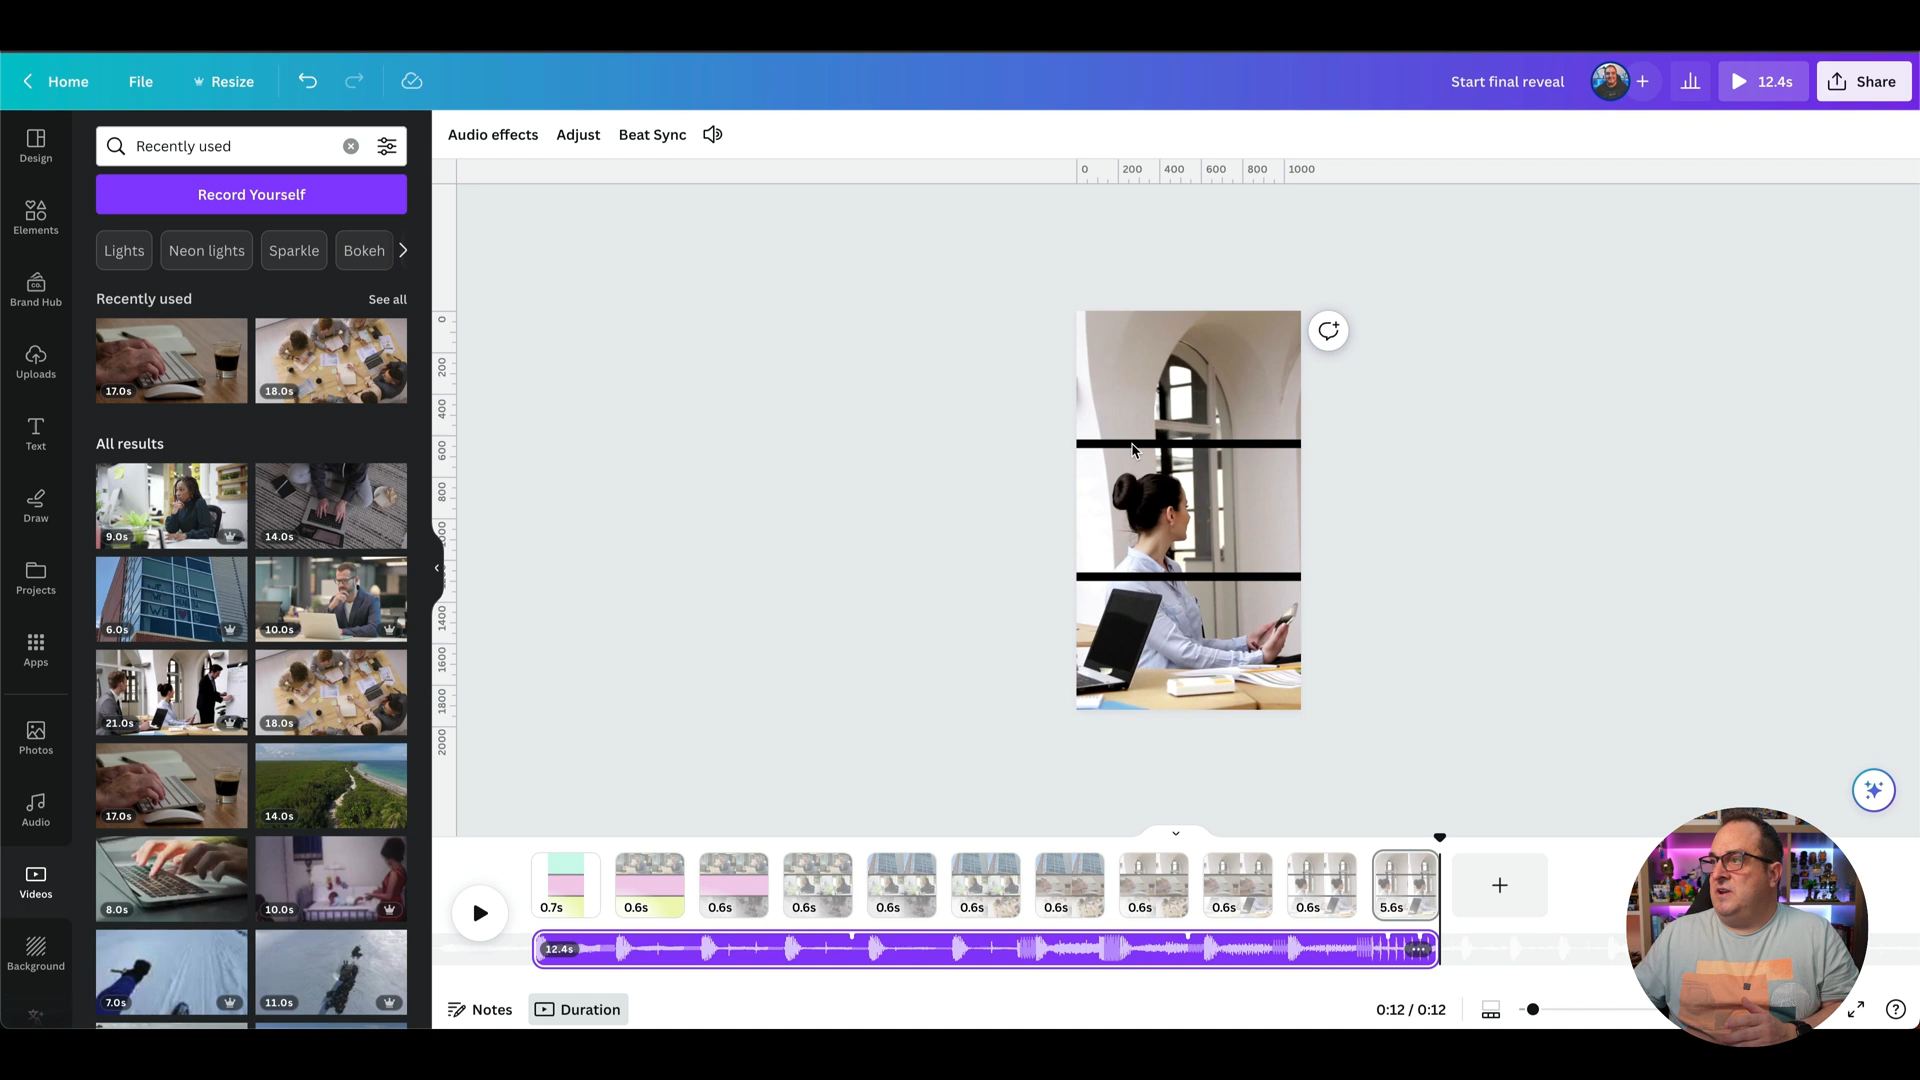 Home File Resize Start final reveal 12.4s Share
Audio effects Adjust Beat Sync
Recently used
Record Yourself
Lights Neon lights Sparkle Bokeh
Recently used See all
17.0s 18.0s
All results
9.0s 14.0s
6.0s 10.0s
21.0s 18.0s
17.0s 14.0s
8.0s 10.0s
7.0s 11.0s
Design
Elements
Brand Hub
Uploads
Text
Draw
Projects
Apps
Photos
Audio
Videos
Background
0 200 400 600 800 1000
0
200
400
600
800
1400
1600
1800
2000
0.7s 0.6s 0.6s 0.6s 0.6s 0.6s 0.6s 0.6s 0.6s 0.6s 5.6s
12.4s
Notes Duration 0:12 / 0:12